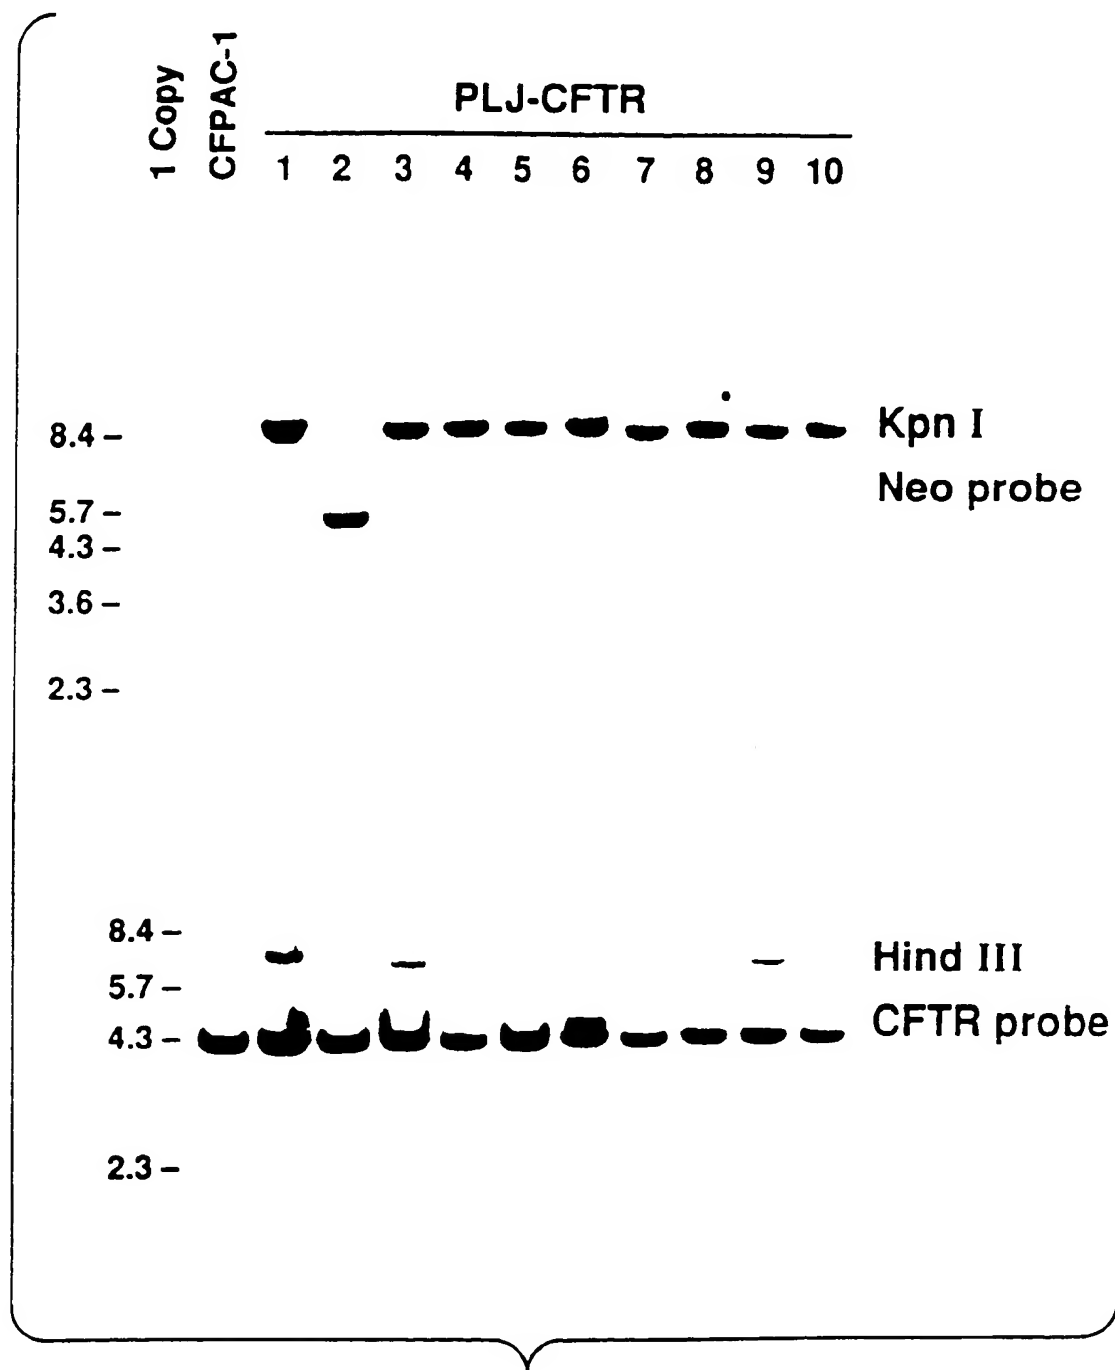 1 Copy
CFPAC-1
PLJ-CFTR
1 2 3 4 5 6 7 8 9 10
8.4 –
5.7 –
4.3 –
3.6 –
2.3 –
Kpn I
Neo probe
8.4 –
5.7 –
4.3 –
2.3 –
Hind III
CFTR probe